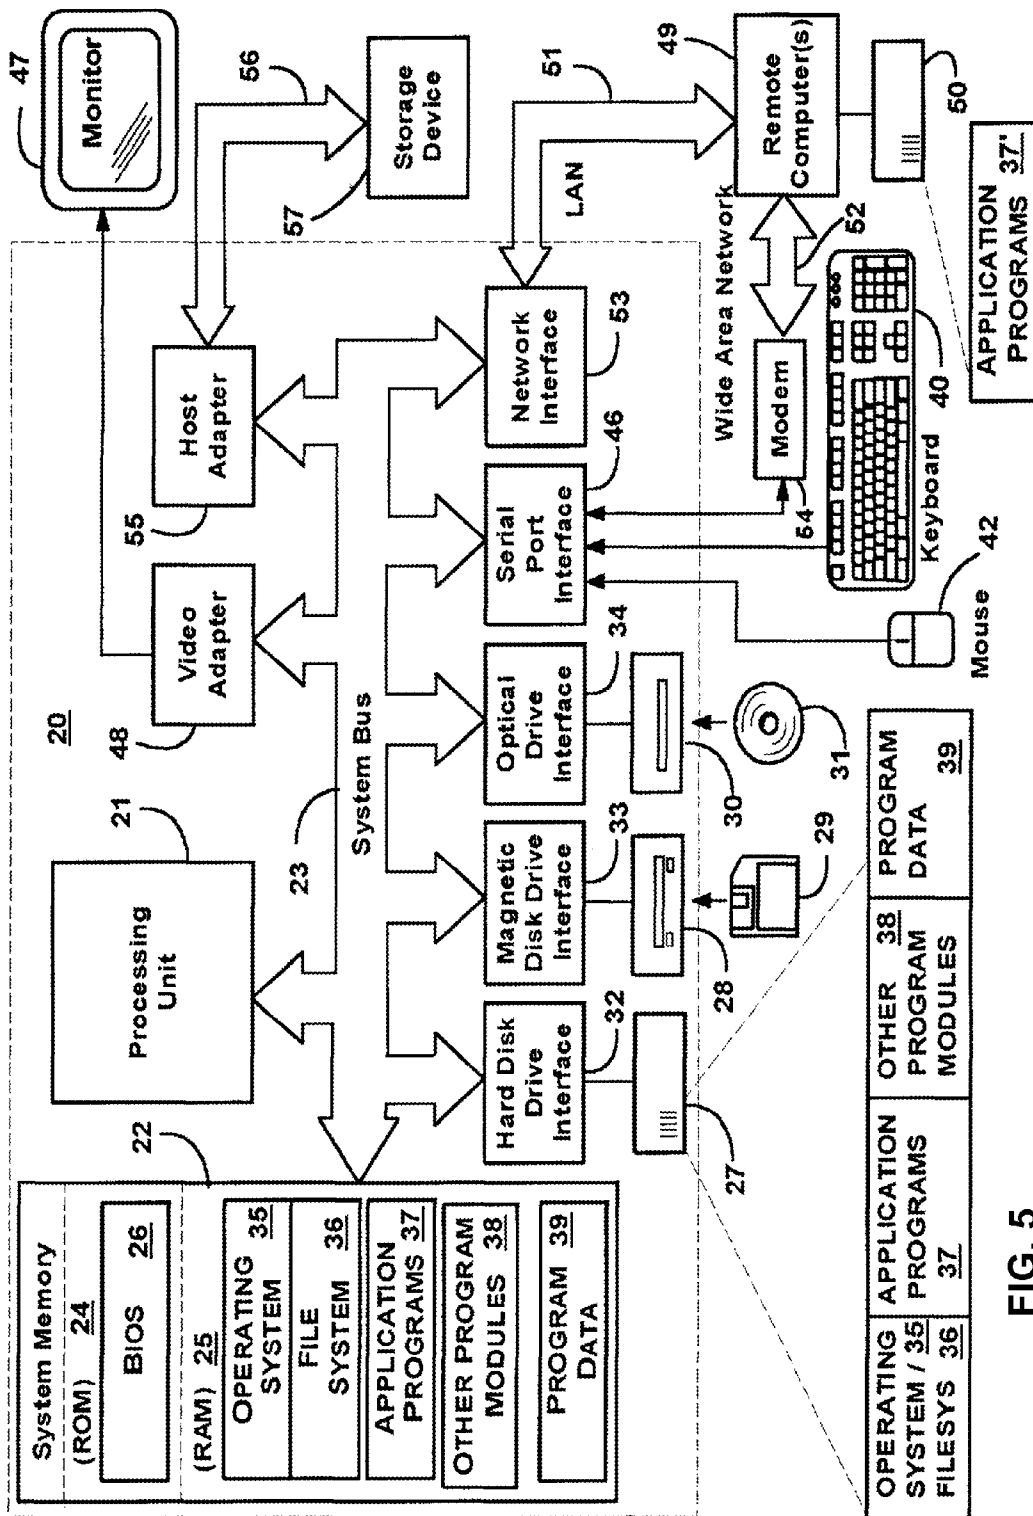 System Memory
(ROM) 24
BIOS 26
(RAM) 25
OPERATING
SYSTEM 35
FILE
SYSTEM 36
APPLICATION
PROGRAMS 37
OTHER PROGRAM
MODULES 38
PROGRAM
DATA 39
22
Processing
Unit
21
20
Video
Adapter
48
Host
Adapter
55
Monitor
47
56
Storage
Device
57
23
System Bus
Hard Disk
Drive
Interface
32
Magnetic
Disk Drive
Interface
33
Optical
Drive
Interface
34
Serial
Port
Interface
46
Network
Interface
53
LAN
51
27
28
29
30
31
Wide Area Network
Modem
54
52
Remote
Computer(s)
49
50
Keyboard
40
Mouse
42
APPLICATION
PROGRAMS 37'
OPERATING
SYSTEM / 35
FILESYS 36
APPLICATION
PROGRAMS
37
OTHER 38
PROGRAM
MODULES
PROGRAM
DATA
39
FIG. 5